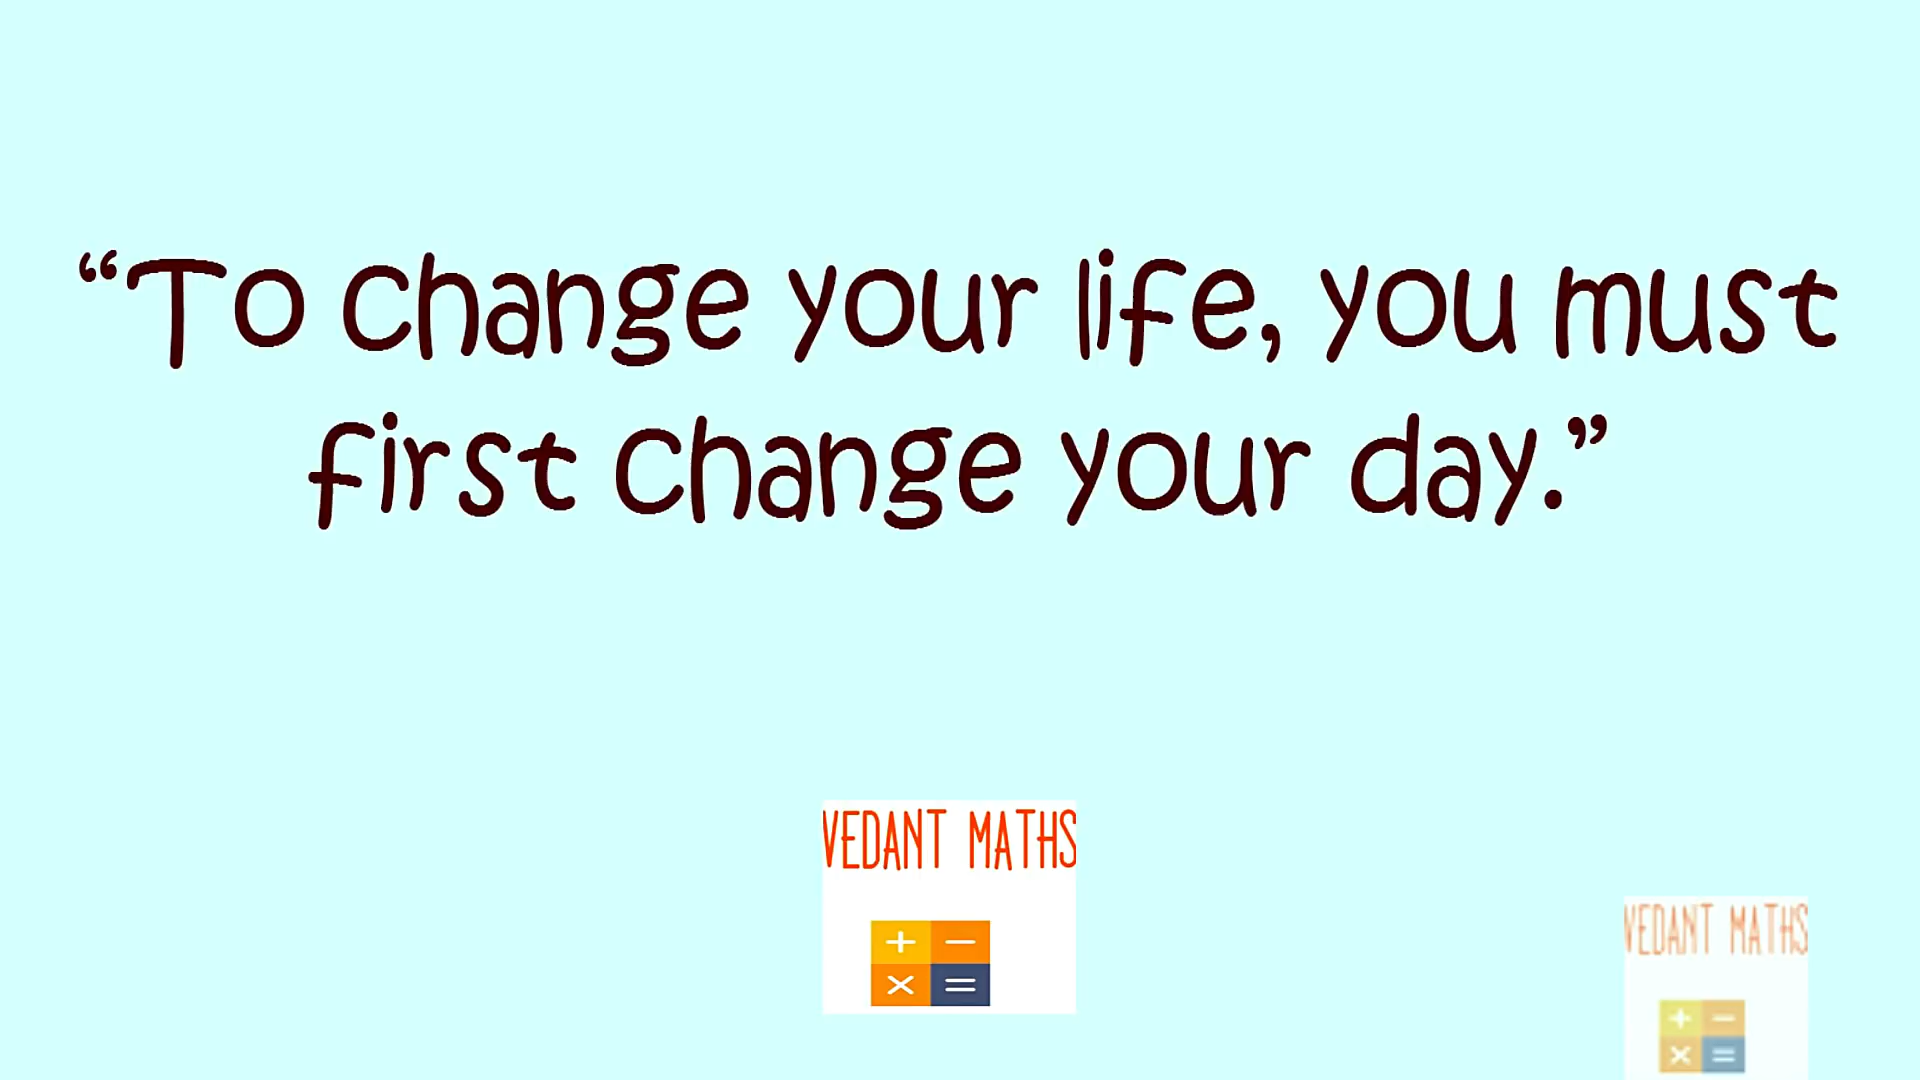 “To change your life, you must
first change your day.”
VEDANT MATHS
+ −
× =
VEDANT MATHS
+ −
× =